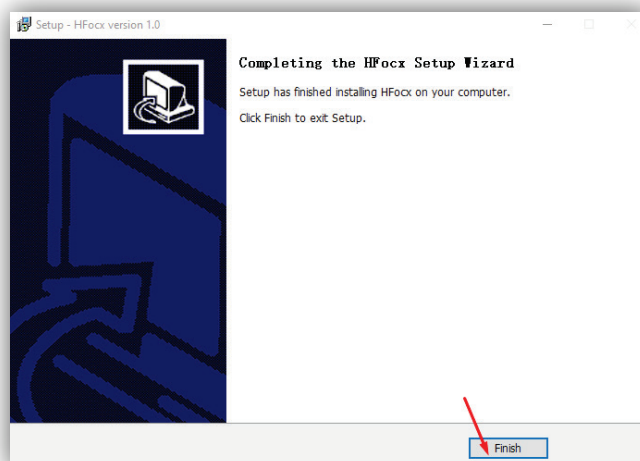 Setup - HFocx version 1.0
Completing the HFocx Setup Wizard
Setup has finished installing HFocx on your computer.
Click Finish to exit Setup.
Finish